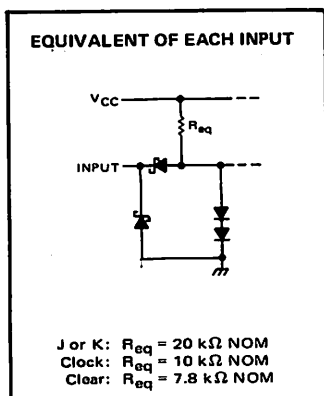 EQUIVALENT OF EACH INPUT
VCC
Req
INPUT
J or K: Req = 20 kΩ NOM
Clock: Req = 10 kΩ NOM
Clear: Req = 7.8 kΩ NOM